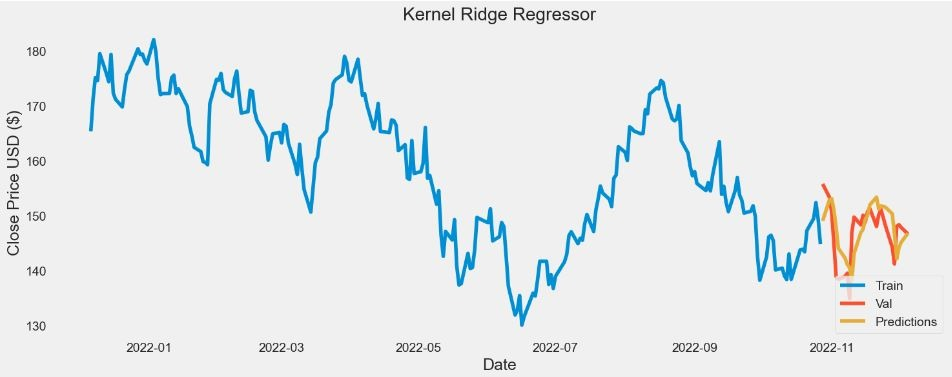 Kernel Ridge Regressor
Close Price USD ($)
180
170
160
150
140
130
2022-01
2022-03
2022-05
2022-07
2022-09
2022-11
Date
Train
Val
Predictions